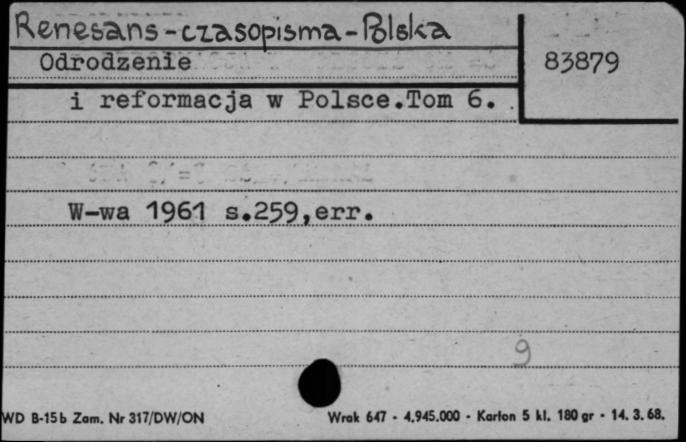 Renesans-czasopisma-Polska
Odrodzenie
83879
i reformacja w Polsce.Tom 6.
W-wa 1961 s.259,err.
9
WD B-15b Zam. Nr 317/DW/ON
Wrak 647 - 4.945.000 - Karton 5 kl. 180 gr - 14. 3. 68.